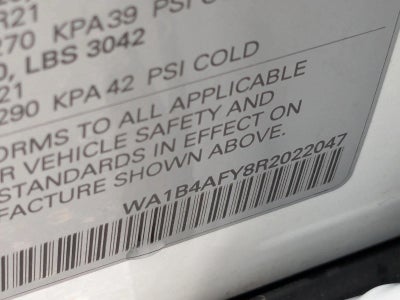 R21
270 KPA 39 PSI COLD
LBS 3042
21
290 KPA 42 PSI COLD
TO ALL APPLICABLE
VEHICLE SAFETY AND
STANDARDS IN EFFECT ON
FACTURE SHOWN ABOVE.
WA1B4AFY8R2022047